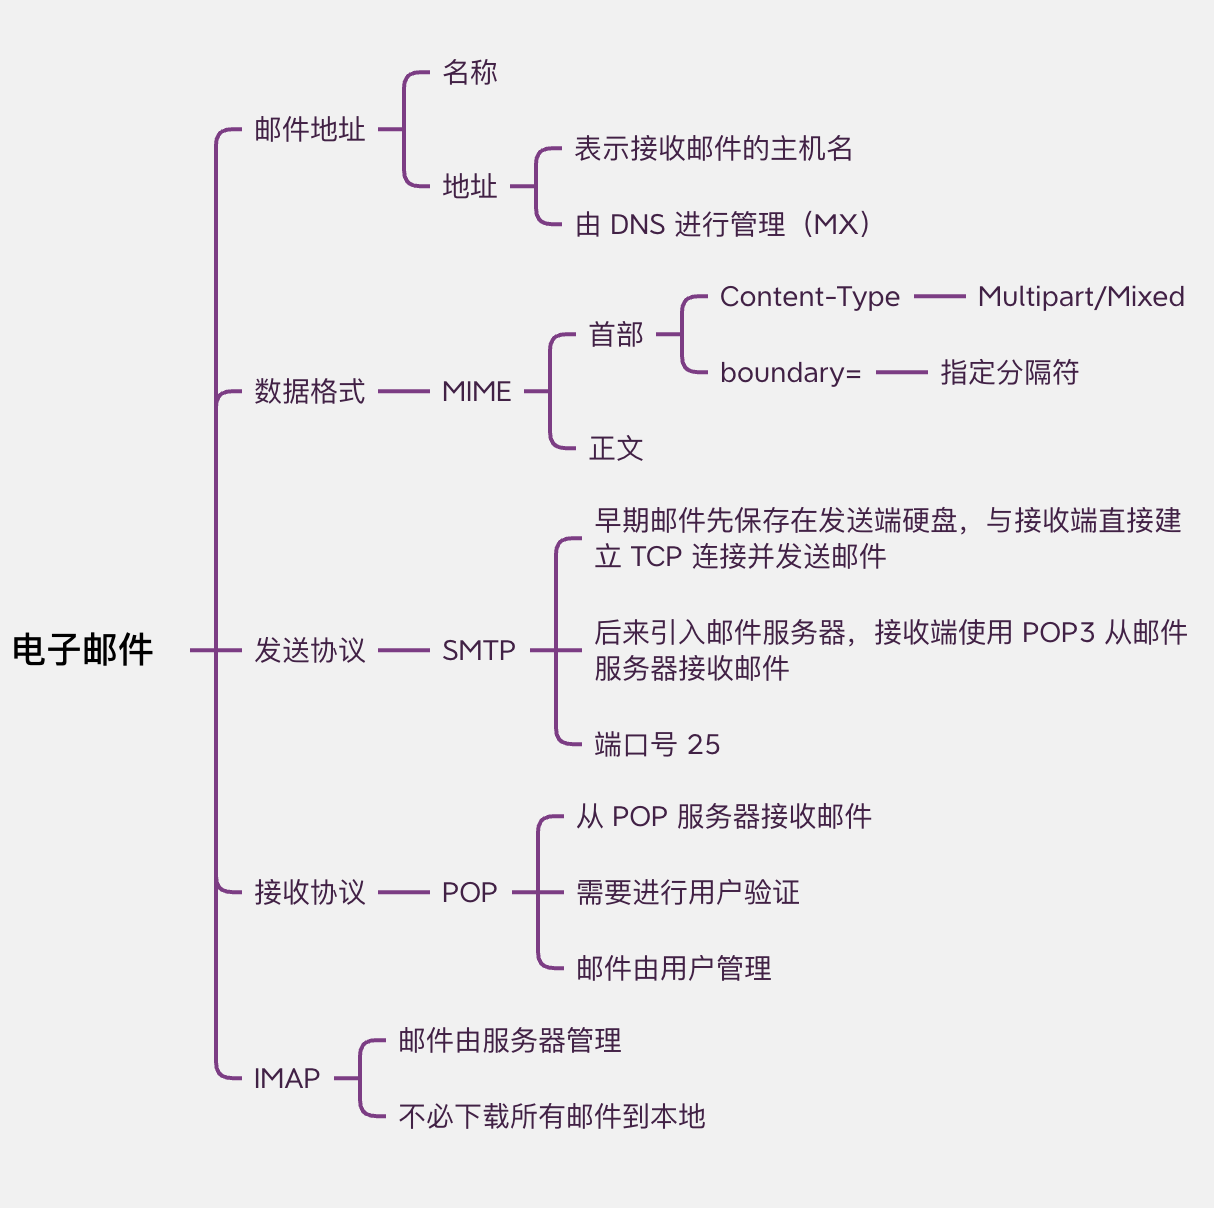 电子邮件
邮件地址
名称
地址
表示接收邮件的主机名
由 DNS 进行管理（MX）
数据格式
MIME
首部
Content-Type
Multipart/Mixed
boundary=
指定分隔符
正文
发送协议
SMTP
早期邮件先保存在发送端硬盘，与接收端直接建
立 TCP 连接并发送邮件
后来引入邮件服务器，接收端使用 POP3 从邮件
服务器接收邮件
端口号 25
接收协议
POP
从 POP 服务器接收邮件
需要进行用户验证
邮件由用户管理
IMAP
邮件由服务器管理
不必下载所有邮件到本地